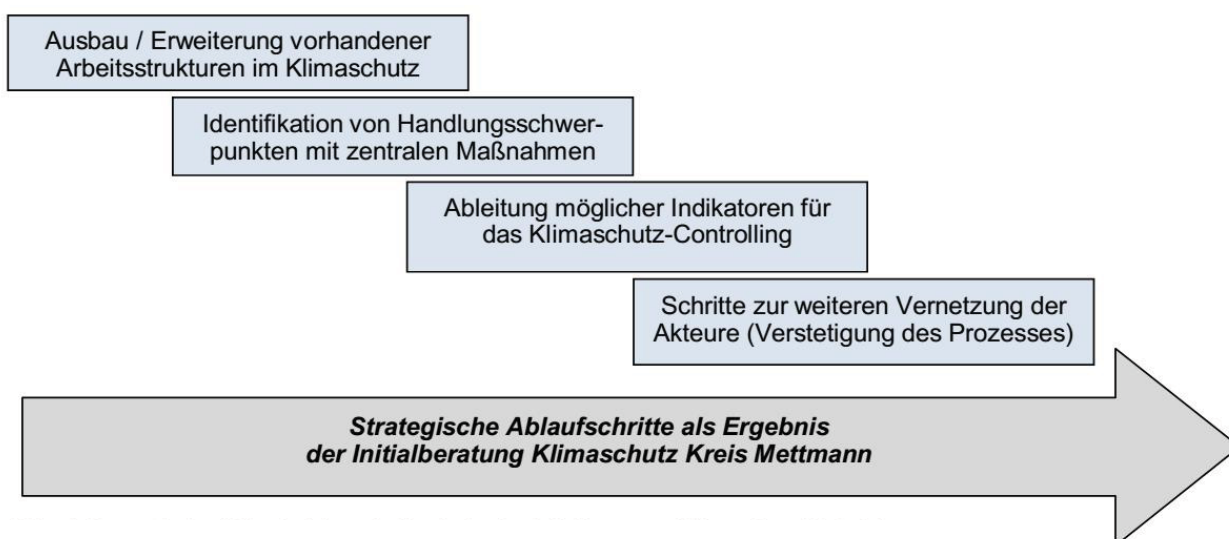 Ausbau / Erweiterung vorhandener
Arbeitsstrukturen im Klimaschutz
Identifikation von Handlungsschwer-
punkten mit zentralen Maßnahmen
Ableitung möglicher Indikatoren für
das Klimaschutz-Controlling
Schritte zur weiteren Vernetzung der
Akteure (Verstetigung des Prozesses)
Strategische Ablaufschritte als Ergebnis
der Initialberatung Klimaschutz Kreis Mettmann